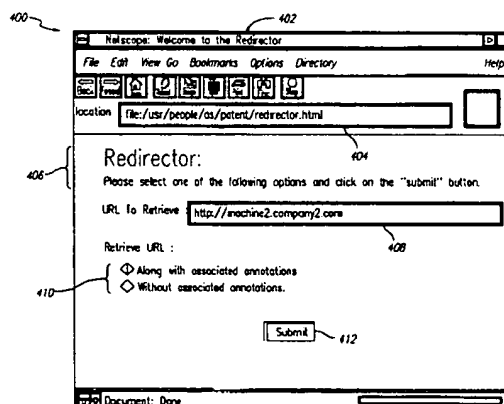 400
402
Netscape: Welcome to the Redirector
File Edit View Go Bookmarks Options Directory Help
Back
location file:/usr/people/os/patent/redirector.html
404
406
Redirector:
Please select one of the following options and click on the "submit" button.
URL To Retrieve : http://machine2.company2.com
408
Retrieve URL :
410
Along with associated annotations
Without associated annotations.
Submit
412
Document: Done